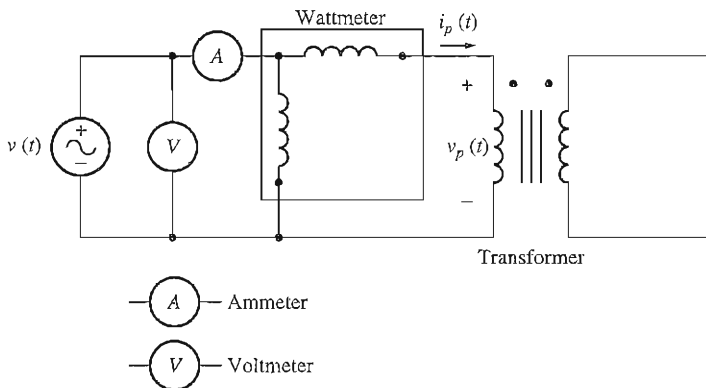 Wattmeter
i_p (t)
A
+
v (t)
+
−
V
v_p (t)
−
Transformer
A
Ammeter
V
Voltmeter